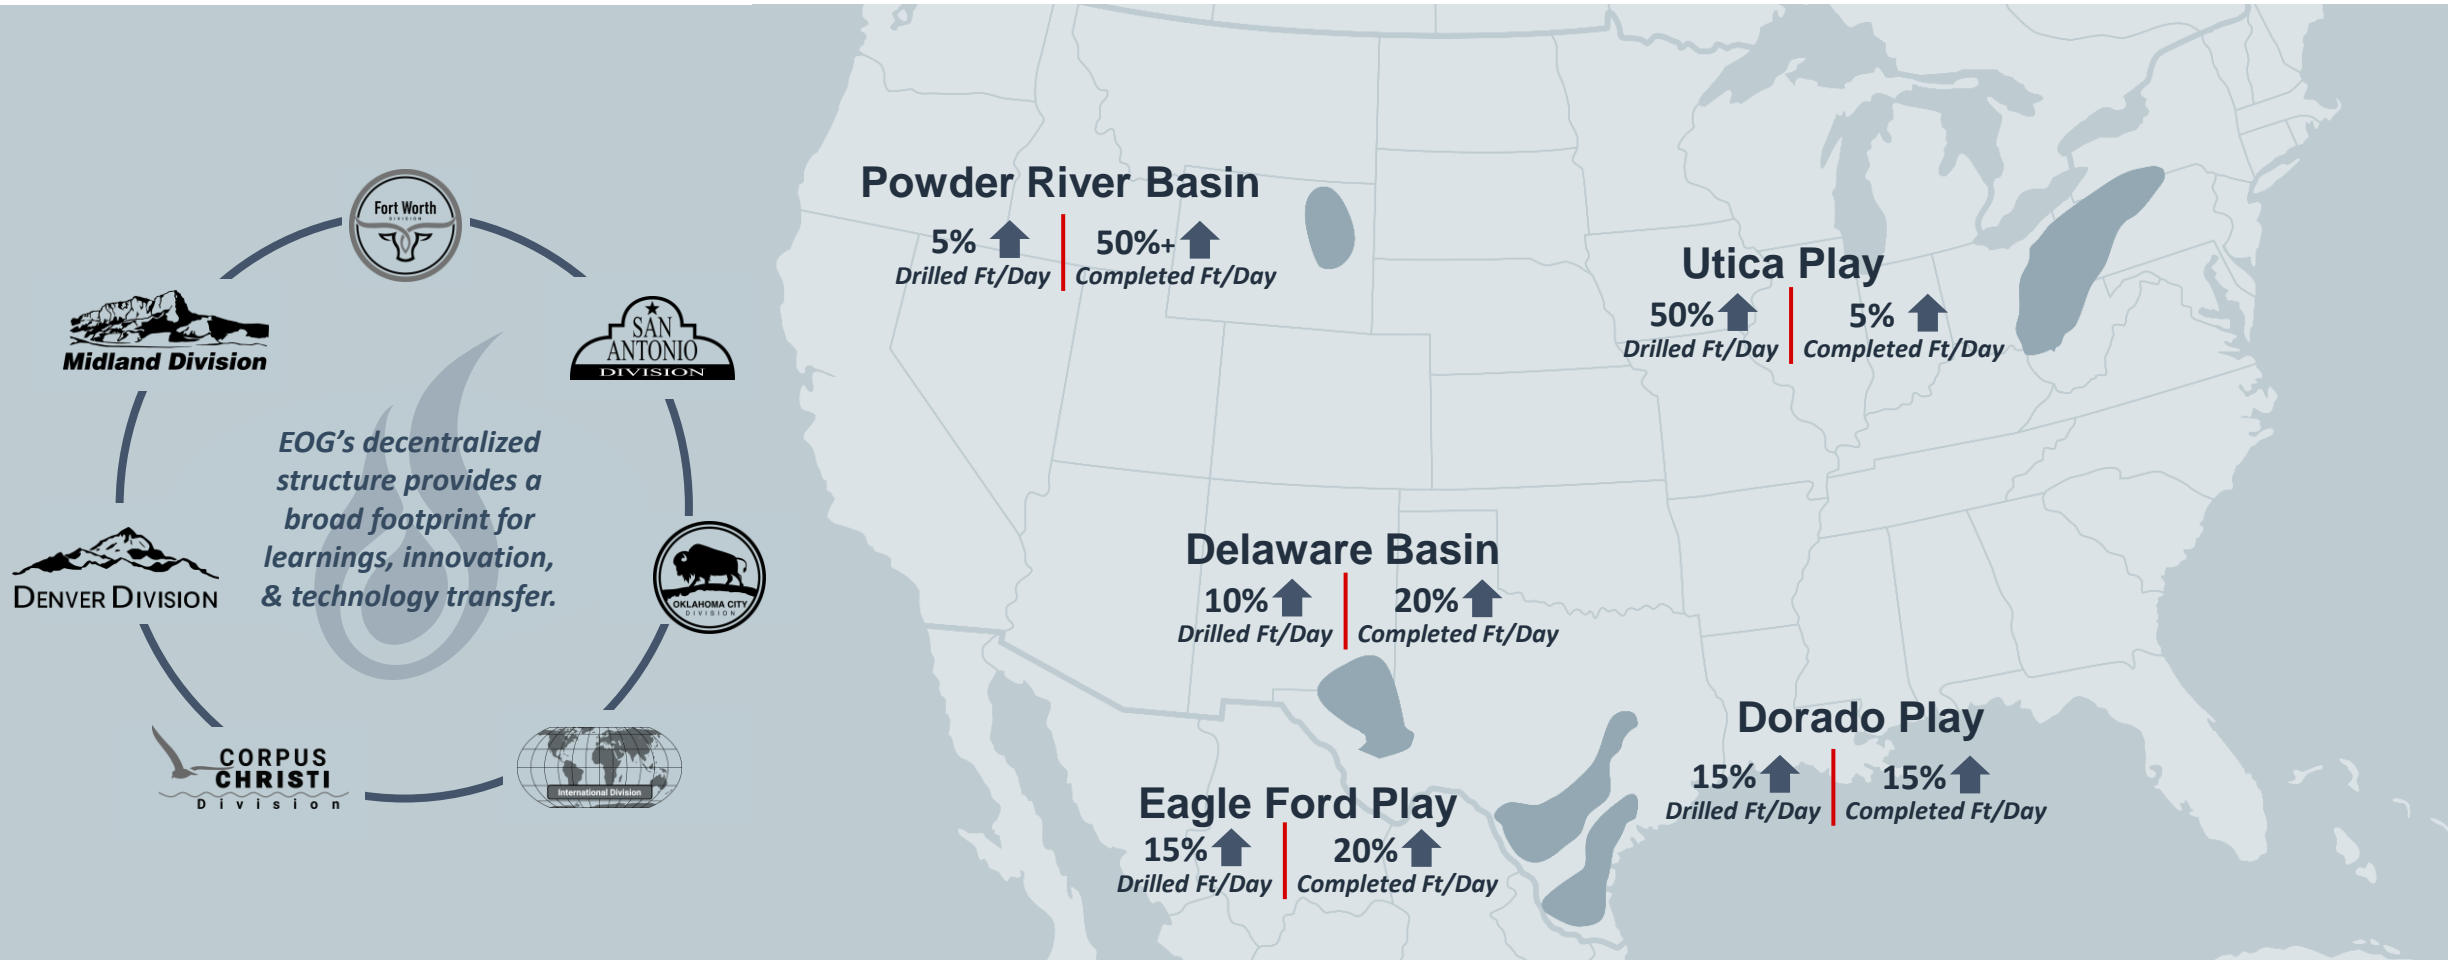 Fort Worth
DIVISION
Midland Division
SAN
ANTONIO
DIVISION
EOG's decentralized
structure provides a
broad footprint for
learnings, innovation,
& technology transfer.
DENVER DIVISION
OKLAHOMA CITY
DIVISION
CORPUS
CHRISTI
Division
International Division
Powder River Basin
5% 50%+
Drilled Ft/Day Completed Ft/Day
Utica Play
50% 5%
Drilled Ft/Day Completed Ft/Day
Delaware Basin
10% 20%
Drilled Ft/Day Completed Ft/Day
Dorado Play
15% 15%
Drilled Ft/Day Completed Ft/Day
Eagle Ford Play
15% 20%
Drilled Ft/Day Completed Ft/Day